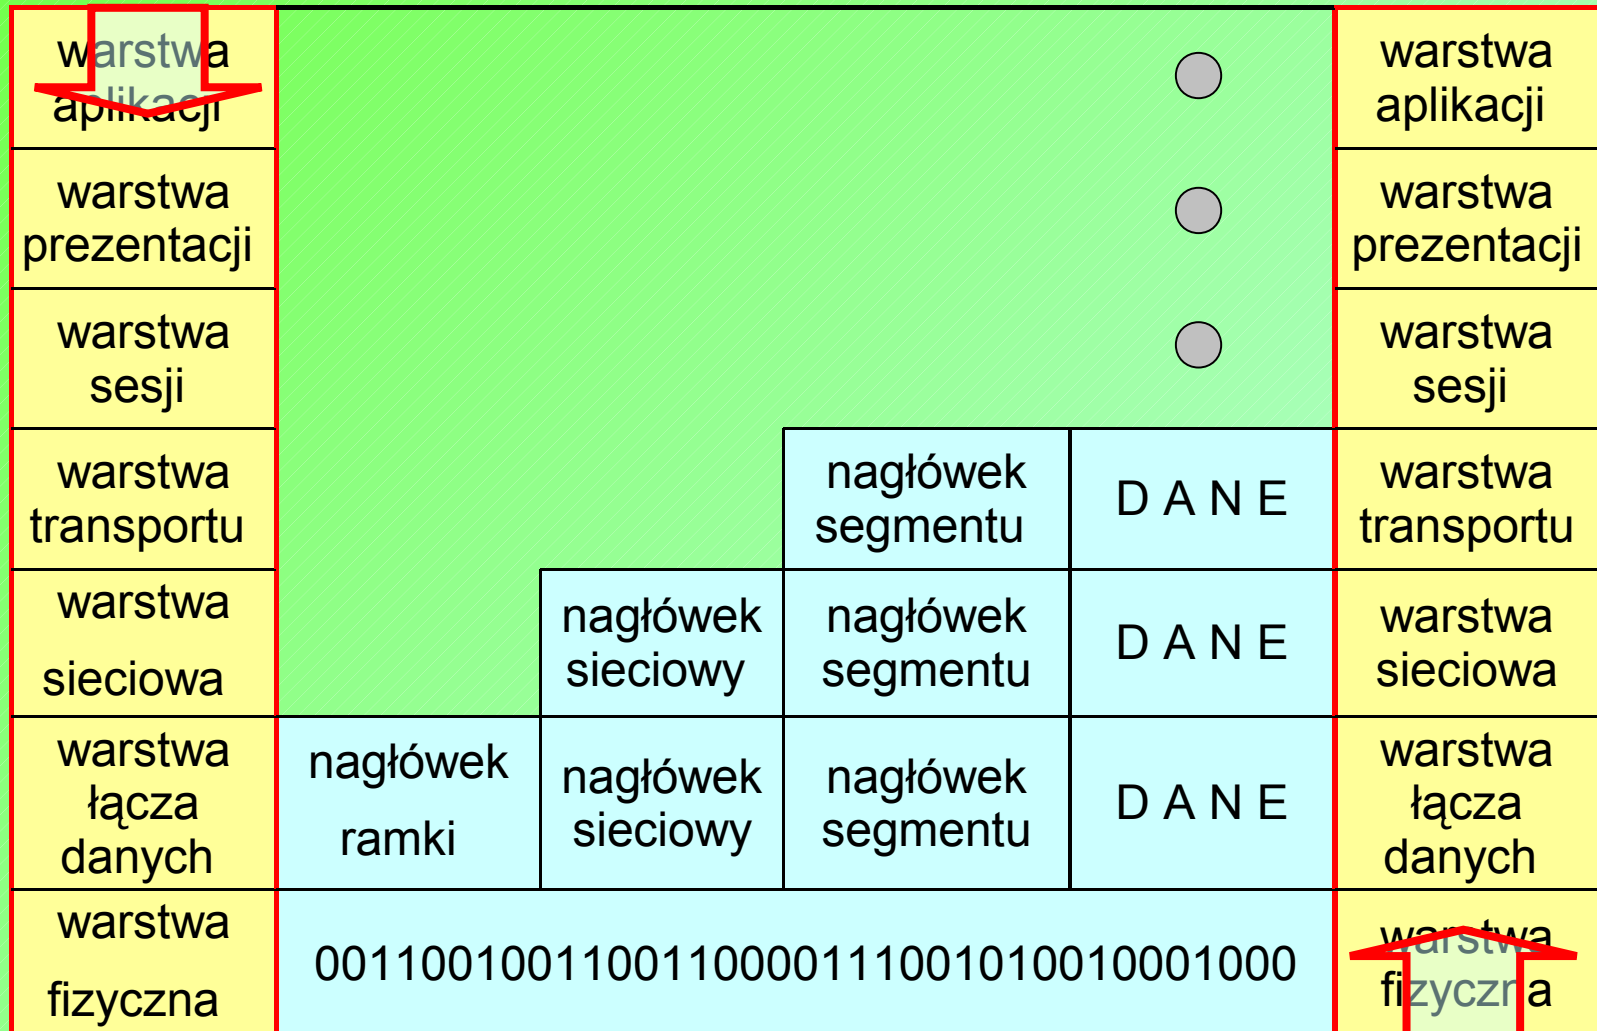 warstwa
aplikacji
warstwa
aplikacji
warstwa
prezentacji
warstwa
prezentacji
warstwa
sesji
warstwa
sesji
warstwa
transportu
nagłówek
segmentu
D A N E
warstwa
transportu
warstwa
sieciowa
nagłówek
sieciowy
nagłówek
segmentu
D A N E
warstwa
sieciowa
warstwa
łącza
danych
nagłówek
ramki
nagłówek
sieciowy
nagłówek
segmentu
D A N E
warstwa
łącza
danych
warstwa
fizyczna
0011001001100110000111001010010001000
warstwa
fizyczna